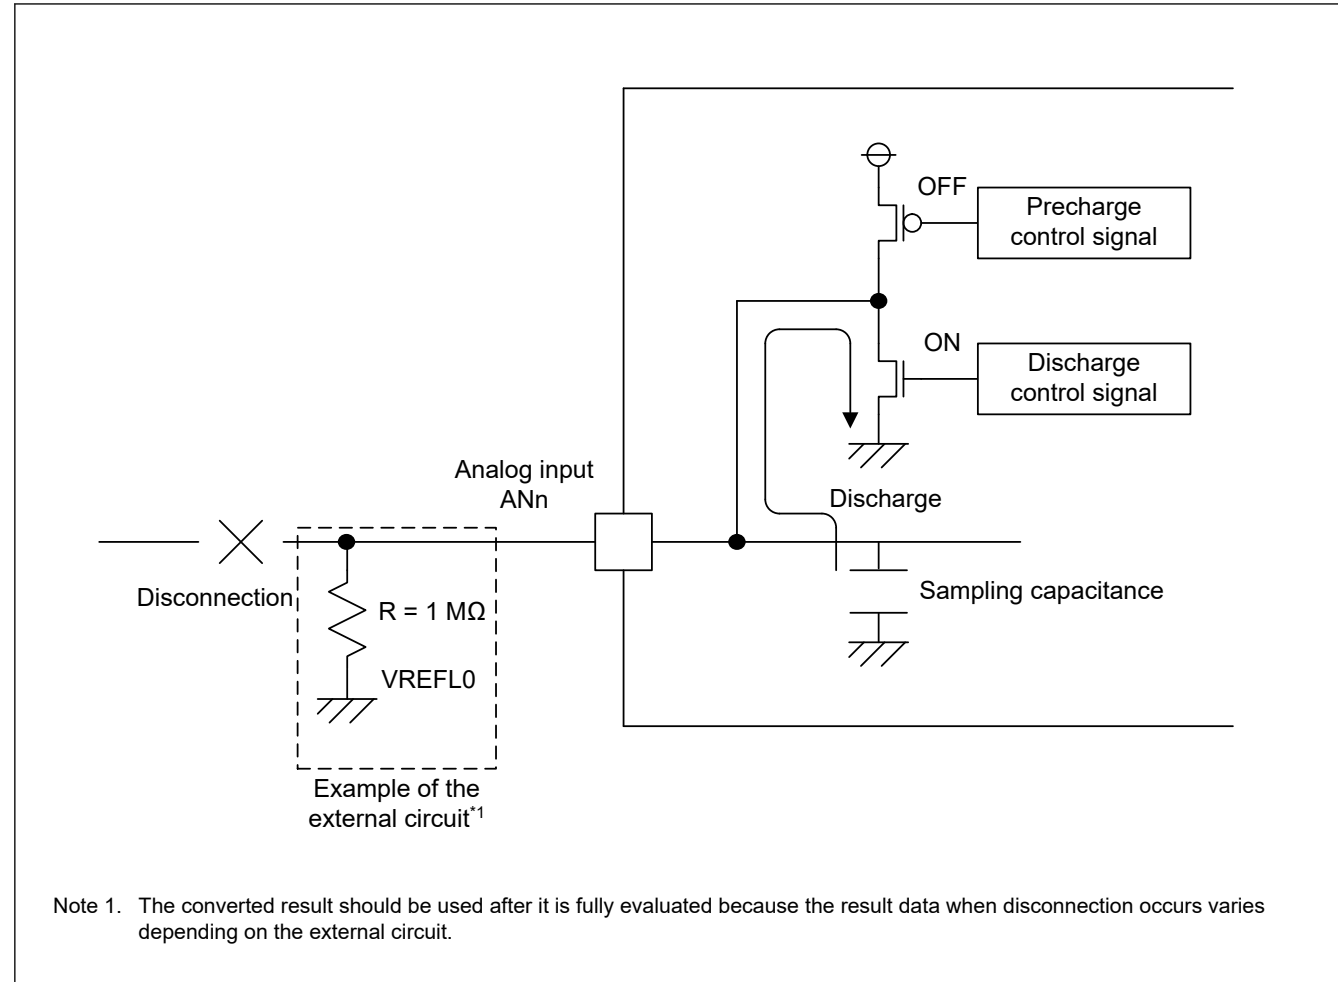 OFF
Precharge
control signal
ON
Discharge
control signal
Analog input
ANn
Discharge
Disconnection
R = 1 MΩ
Sampling capacitance
VREFL0
Example of the
external circuit*1
Note 1. The converted result should be used after it is fully evaluated because the result data when disconnection occurs varies
depending on the external circuit.